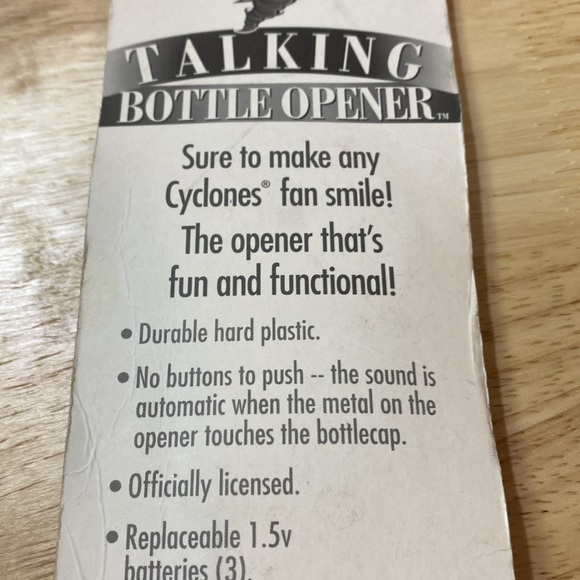 TALKING
BOTTLE OPENER™
Sure to make any
Cyclones® fan smile!
The opener that's
fun and functional!
• Durable hard plastic.
• No buttons to push -- the sound is
automatic when the metal on the
opener touches the bottlecap.
• Officially licensed.
• Replaceable 1.5v
batteries (3).